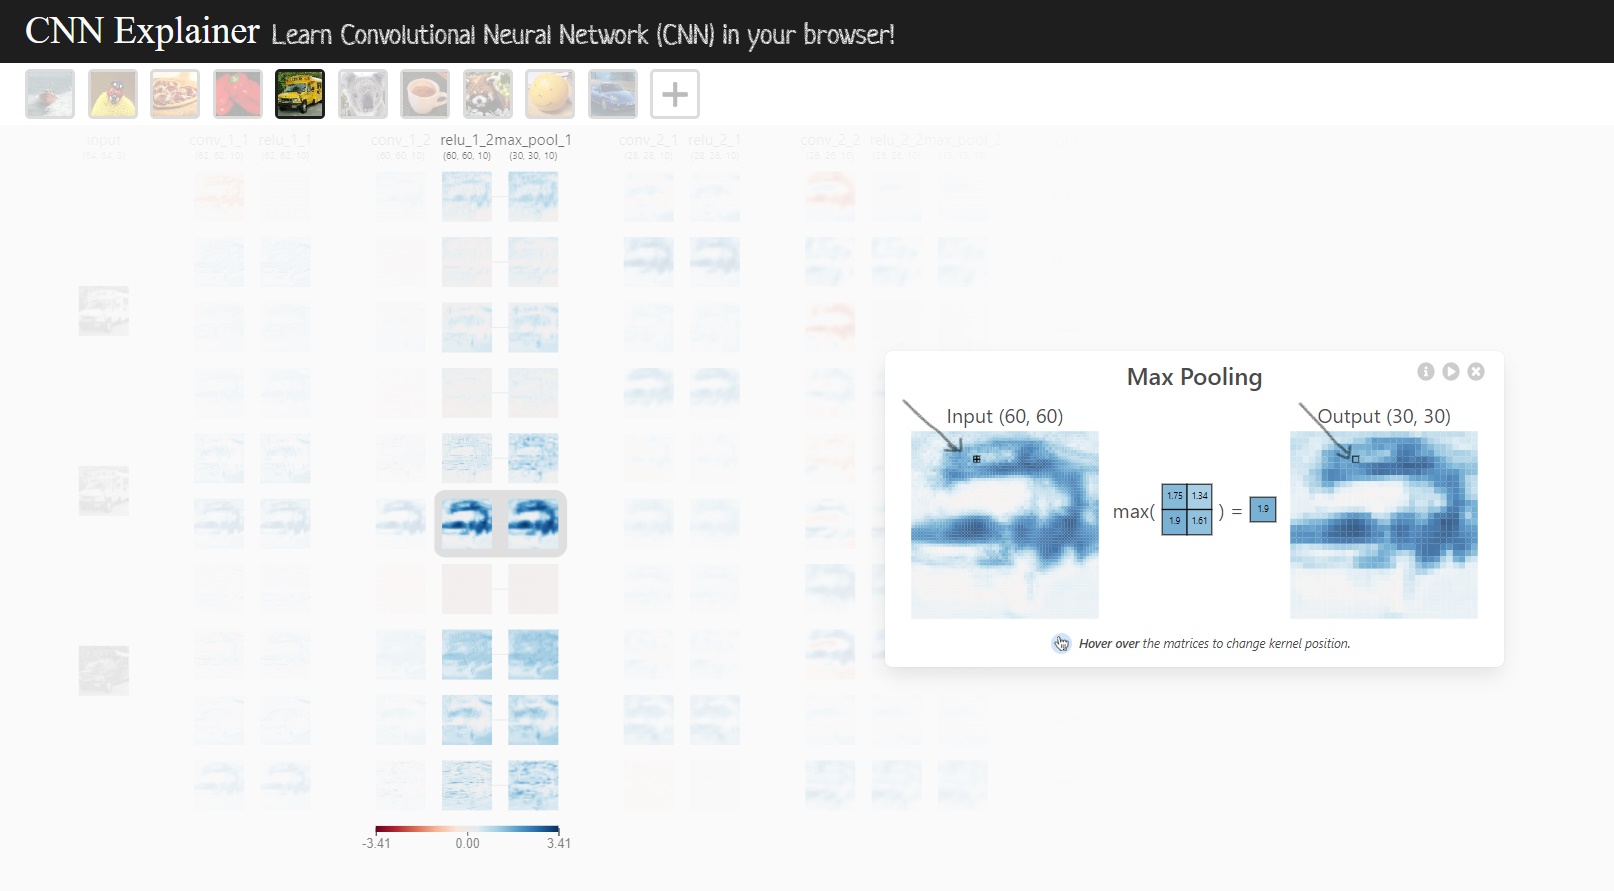 CNN Explainer Learn Convolutional Neural Network (CNN) in your browser!
input conv_1_1 relu_1_1 conv_1_2 relu_1_2 max_pool_1 conv_2_1 relu_2_1 conv_2_2 relu_2_2 max_pool_2
(64, 64, 3) (62, 62, 10) (62, 62, 10) (60, 60, 10) (60, 60, 10) (30, 30, 10) (28, 28, 10) (28, 28, 10) (26, 26, 10) (26, 26, 10) (13, 13, 10)
Max Pooling
Input (60, 60)
Output (30, 30)
1.75 1.34
max( ) = 1.9
1.9 1.61
Hover over the matrices to change kernel position.
-3.41 0.00 3.41